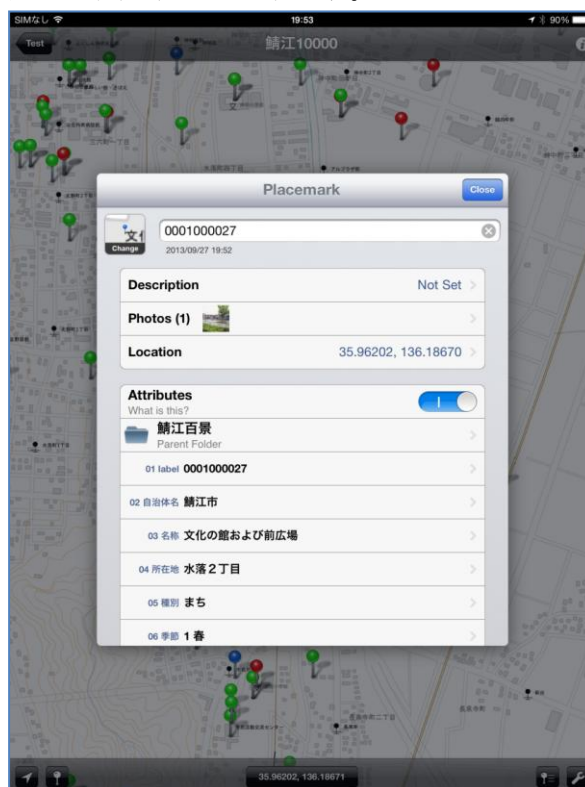 SIMなし 19:53 90%
Test 鯖江10000
Placemark Close
文
Change
0001000027
2013/09/27 19:52
Description Not Set
Photos (1)
Location 35.96202, 136.18670
Attributes
What is this?
鯖江百景
Parent Folder
01 label 0001000027
02 自治体名 鯖江市
03 名称 文化の館および前広場
04 所在地 水落２丁目
05 種別 まち
06 季節 1 春
35.96202, 136.18671